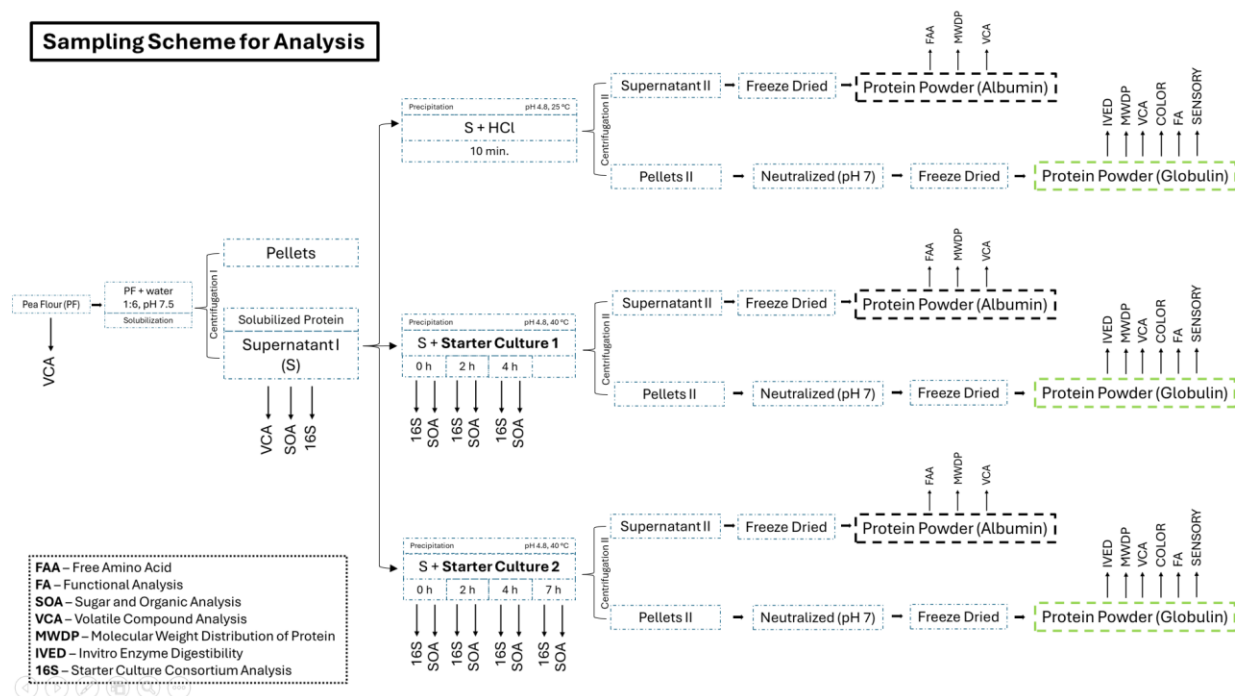 Sampling Scheme for Analysis
Pea Flour (PF)
VCA
PF + water
1:6, pH 7.5
Solubilization
Centrifugation I
Pellets
Solubilized Protein
Supernatant I
(S)
VCA
SOA
16S
Precipitation pH 4.8, 25 ºC
S + HCl
10 min.
Centrifugation II
Supernatant II
Freeze Dried
Protein Powder (Albumin)
FAA
MWDP
VCA
Pellets II
Neutralized (pH 7)
Freeze Dried
Protein Powder (Globulin)
IVED
MWDP
VCA
COLOR
FA
SENSORY
Precipitation pH 4.8, 40 ºC
S + Starter Culture 1
0 h 2 h 4 h
16S
SOA
16S
SOA
16S
SOA
Centrifugation II
Supernatant II
Freeze Dried
Protein Powder (Albumin)
FAA
MWDP
VCA
Pellets II
Neutralized (pH 7)
Freeze Dried
Protein Powder (Globulin)
IVED
MWDP
VCA
COLOR
FA
SENSORY
Precipitation pH 4.8, 40 ºC
S + Starter Culture 2
0 h 2 h 4 h 7 h
16S
SOA
16S
SOA
16S
SOA
16S
SOA
Centrifugation II
Supernatant II
Freeze Dried
Protein Powder (Albumin)
FAA
MWDP
VCA
Pellets II
Neutralized (pH 7)
Freeze Dried
Protein Powder (Globulin)
IVED
MWDP
VCA
COLOR
FA
SENSORY
FAA – Free Amino Acid
FA – Functional Analysis
SOA – Sugar and Organic Analysis
VCA – Volatile Compound Analysis
MWDP – Molecular Weight Distribution of Protein
IVED – Invitro Enzyme Digestibility
16S – Starter Culture Consortium Analysis